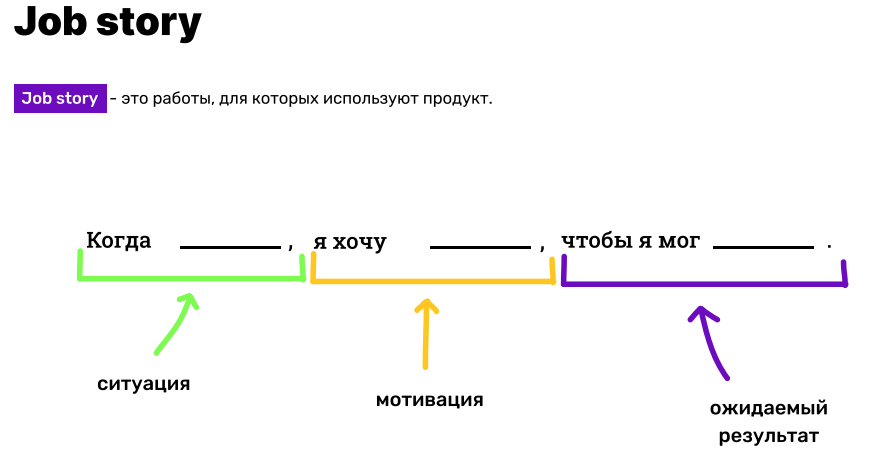 Job story
Job story - это работы, для которых используют продукт.
Когда ________, я хочу ________, чтобы я мог ________.
ситуация
мотивация
ожидаемый
результат